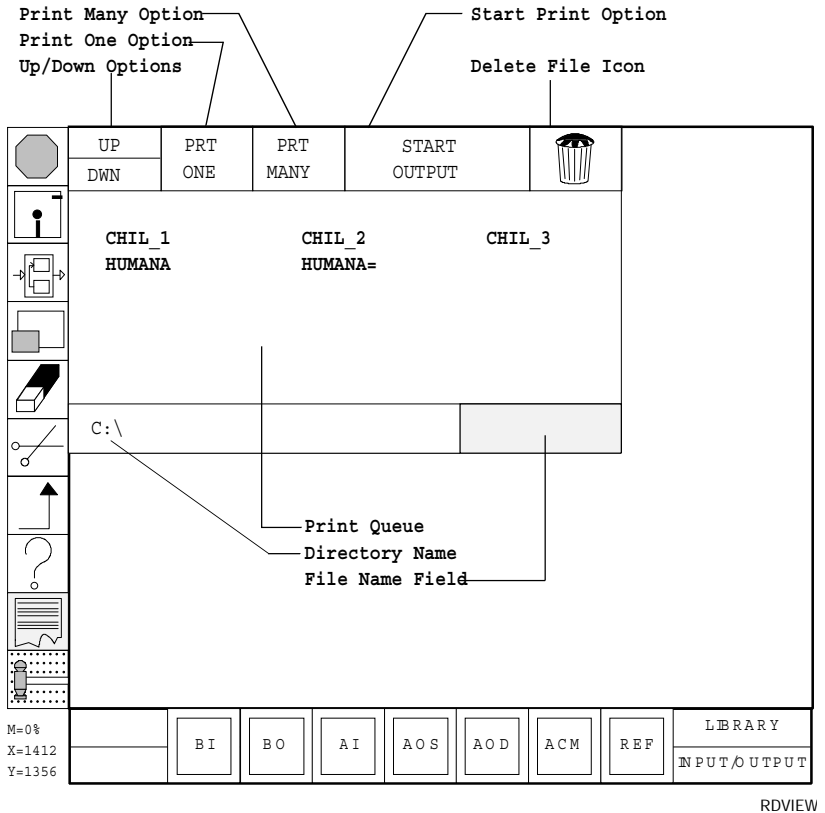 Print Many Option
Start Print Option
Print One Option
Up/Down Options
Delete File Icon
UP
DWN
PRT
ONE
PRT
MANY
START
OUTPUT
CHIL_1
CHIL_2
CHIL_3
HUMANA
HUMANA=
C:\
Print Queue
Directory Name
File Name Field
M=0%
X=1412
Y=1356
BI
BO
AI
AOS
AOD
ACM
REF
LIBRARY
INPUT/OUTPUT
RDVIEW